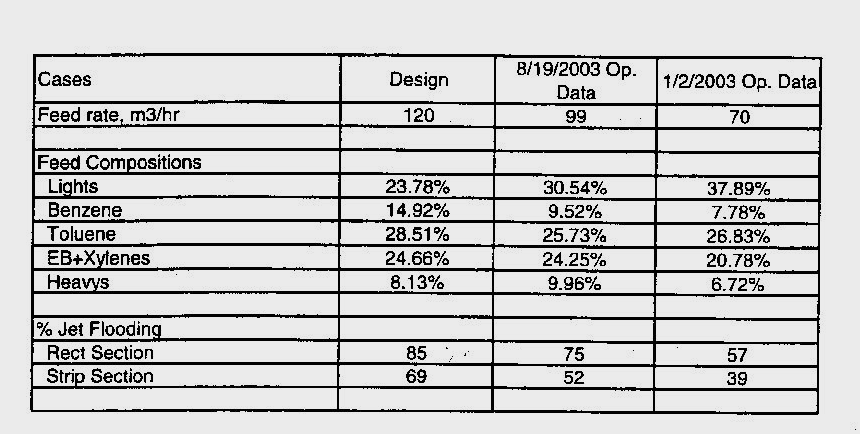 Cases Design 8/19/2003 Op. Data 1/2/2003 Op. Data
Feed rate, m3/hr 120 99 70
Feed Compositions
Lights 23.78% 30.54% 37.89%
Benzene 14.92% 9.52% 7.78%
Toluene 28.51% 25.73% 26.83%
EB+Xylenes 24.66% 24.25% 20.78%
Heavys 8.13% 9.96% 6.72%
% Jet Flooding
Rect Section 85 75 57
Strip Section 69 52 39